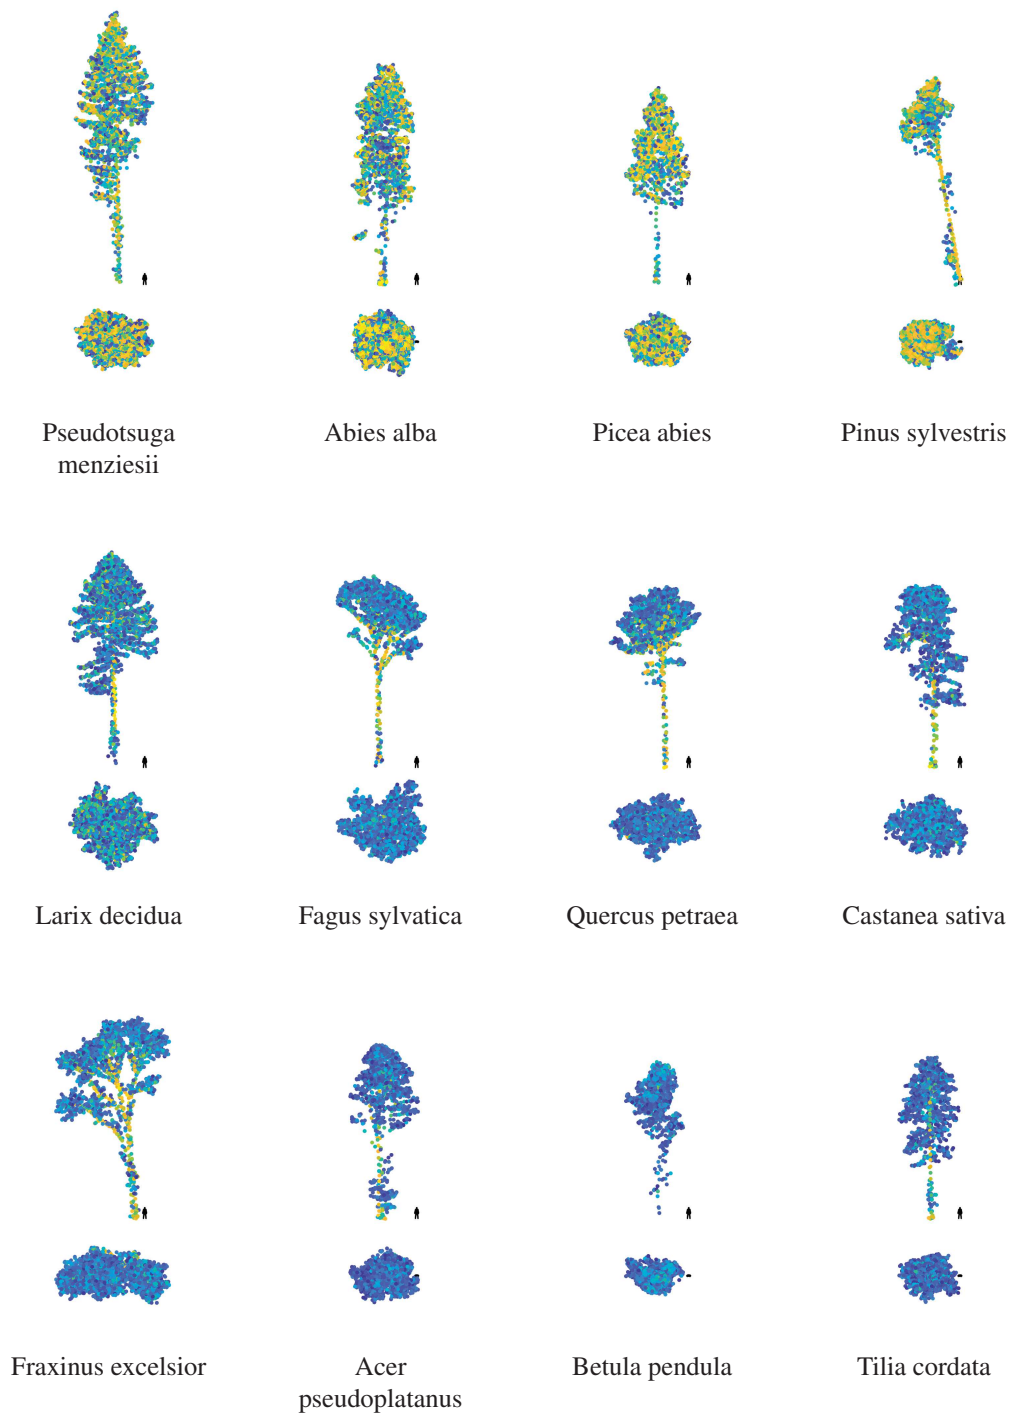 Pseudotsuga
menziesii
Abies alba
Picea abies
Pinus sylvestris
Larix decidua
Fagus sylvatica
Quercus petraea
Castanea sativa
Fraxinus excelsior
Acer
pseudoplatanus
Betula pendula
Tilia cordata